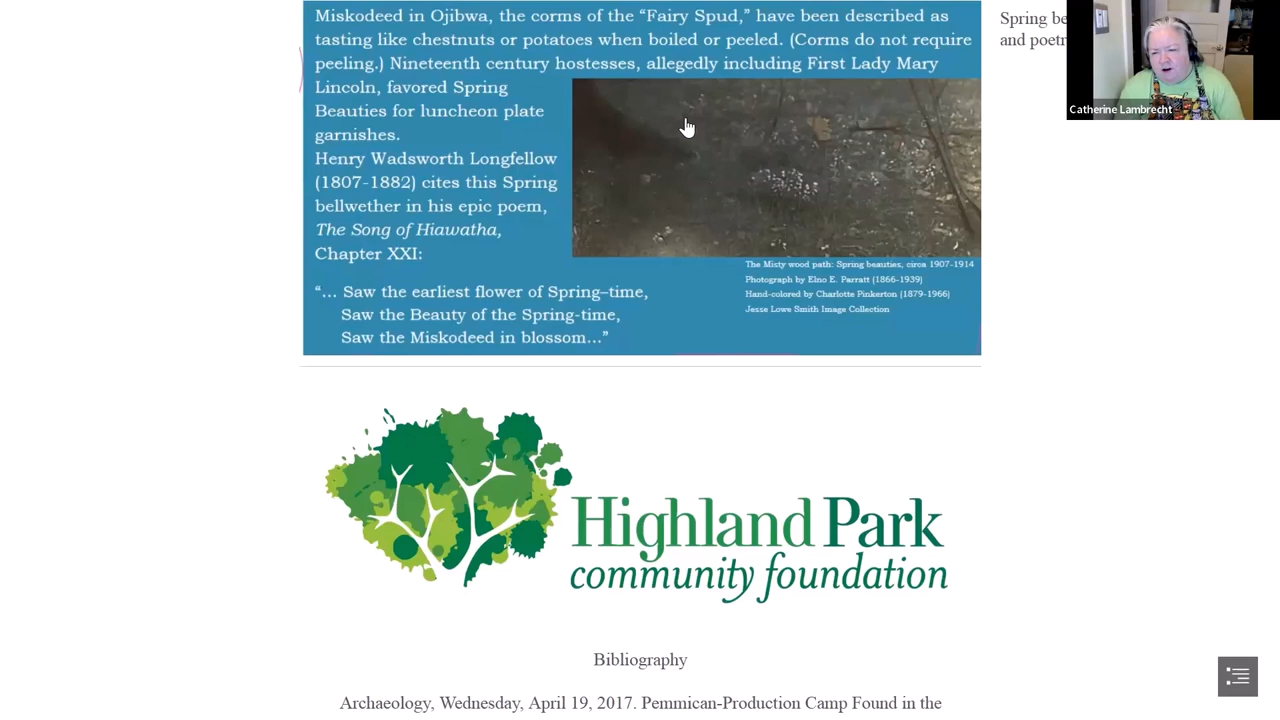 Miskodeed in Ojibwa, the corms of the “Fairy Spud,” have been described as
tasting like chestnuts or potatoes when boiled or peeled. (Corms do not require
peeling.) Nineteenth century hostesses, allegedly including First Lady Mary
Lincoln, favored Spring
Beauties for luncheon plate
garnishes.
Henry Wadsworth Longfellow
(1807-1882) cites this Spring
bellwether in his epic poem,
The Song of Hiawatha,
Chapter XXI:
“... Saw the earliest flower of Spring–time,
Saw the Beauty of the Spring-time,
Saw the Miskodeed in blossom...”
The Misty wood path: Spring beauties, circa 1907-1914
Photograph by Elno E. Parratt (1866-1939)
Hand-colored by Charlotte Pinkerton (1879-1966)
Jesse Lowe Smith Image Collection
Spring
and
Catherine Lambrecht
Highland Park
community foundation
Bibliography
Archaeology, Wednesday, April 19, 2017. Pemmican-Production Camp Found in the